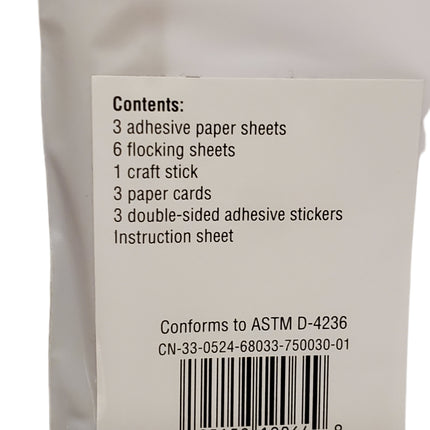 Contents:
3 adhesive paper sheets
6 flocking sheets
1 craft stick
3 paper cards
3 double-sided adhesive stickers
Instruction sheet
Conforms to ASTM D-4236
CN-33-0524-68033-750030-01